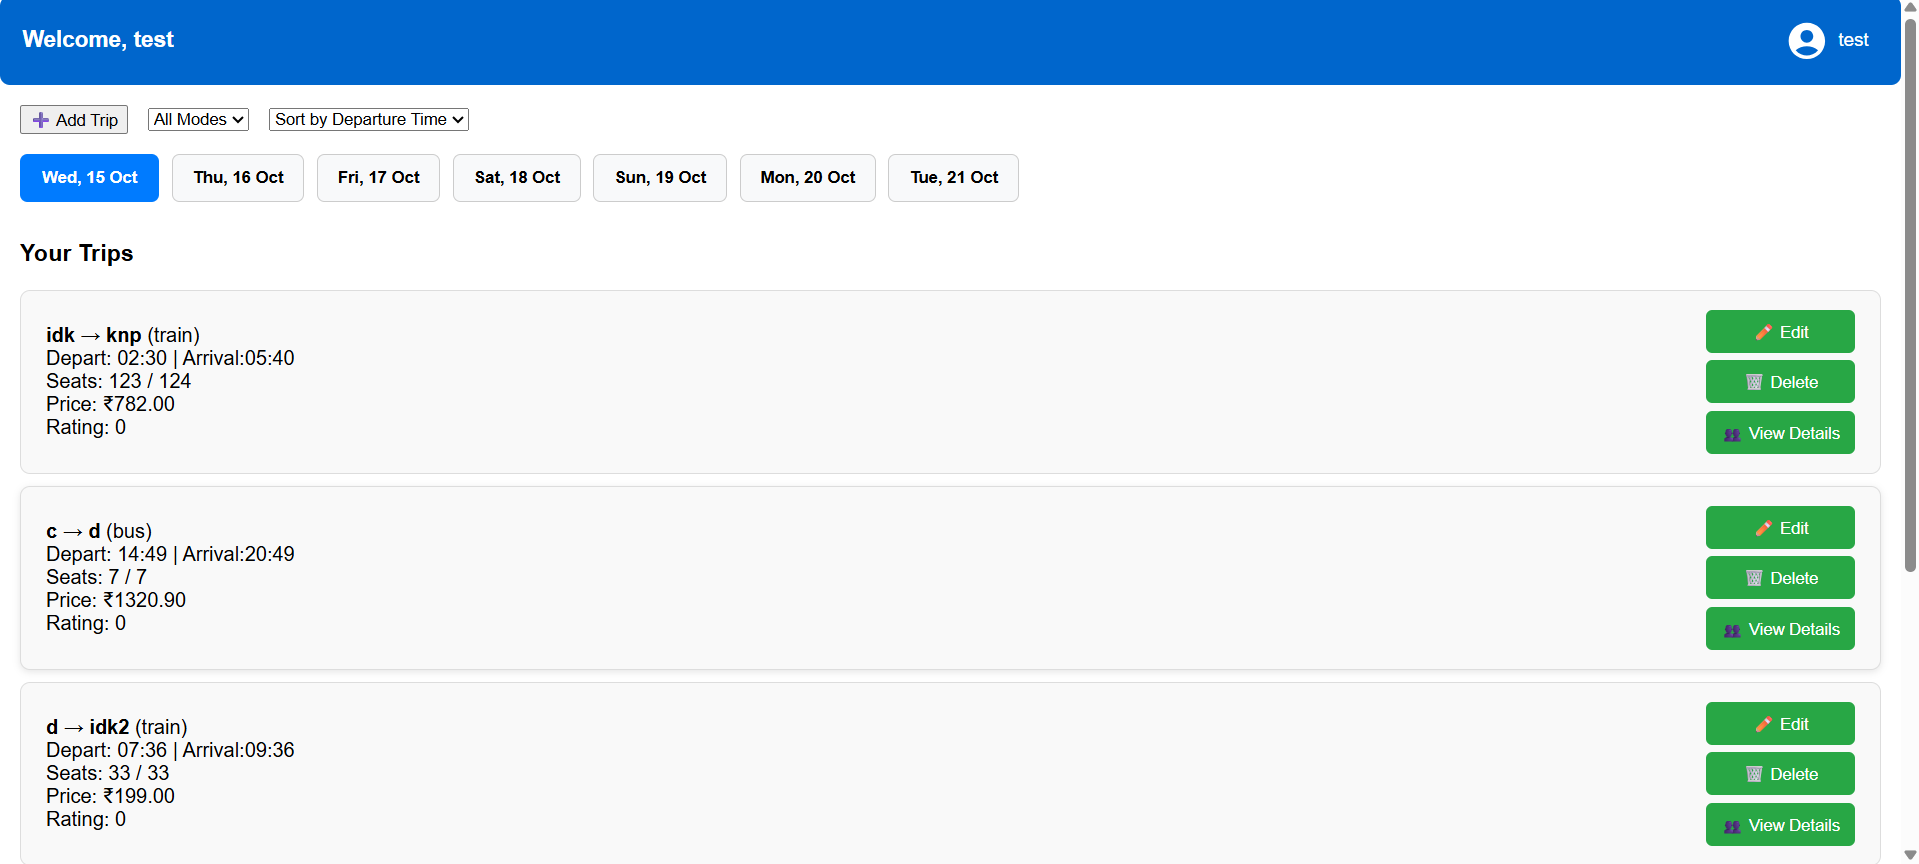 Welcome, test
test
Add Trip
All Modes
Sort by Departure Time
Wed, 15 Oct
Thu, 16 Oct
Fri, 17 Oct
Sat, 18 Oct
Sun, 19 Oct
Mon, 20 Oct
Tue, 21 Oct
Your Trips
idk → knp (train)
Depart: 02:30 | Arrival:05:40
Seats: 123 / 124
Price: ₹782.00
Rating: 0
Edit
Delete
View Details
c → d (bus)
Depart: 14:49 | Arrival:20:49
Seats: 7 / 7
Price: ₹1320.90
Rating: 0
Edit
Delete
View Details
d → idk2 (train)
Depart: 07:36 | Arrival:09:36
Seats: 33 / 33
Price: ₹199.00
Rating: 0
Edit
Delete
View Details